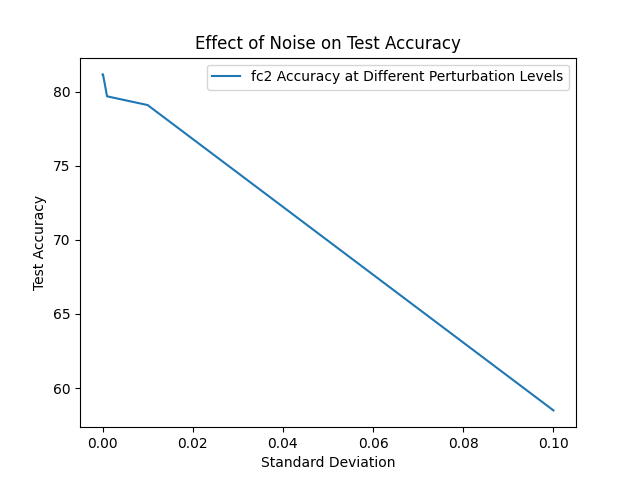 Effect of Noise on Test Accuracy
fc2 Accuracy at Different Perturbation Levels
80
75
70
65
60
Test Accuracy
0.00 0.02 0.04 0.06 0.08 0.10
Standard Deviation